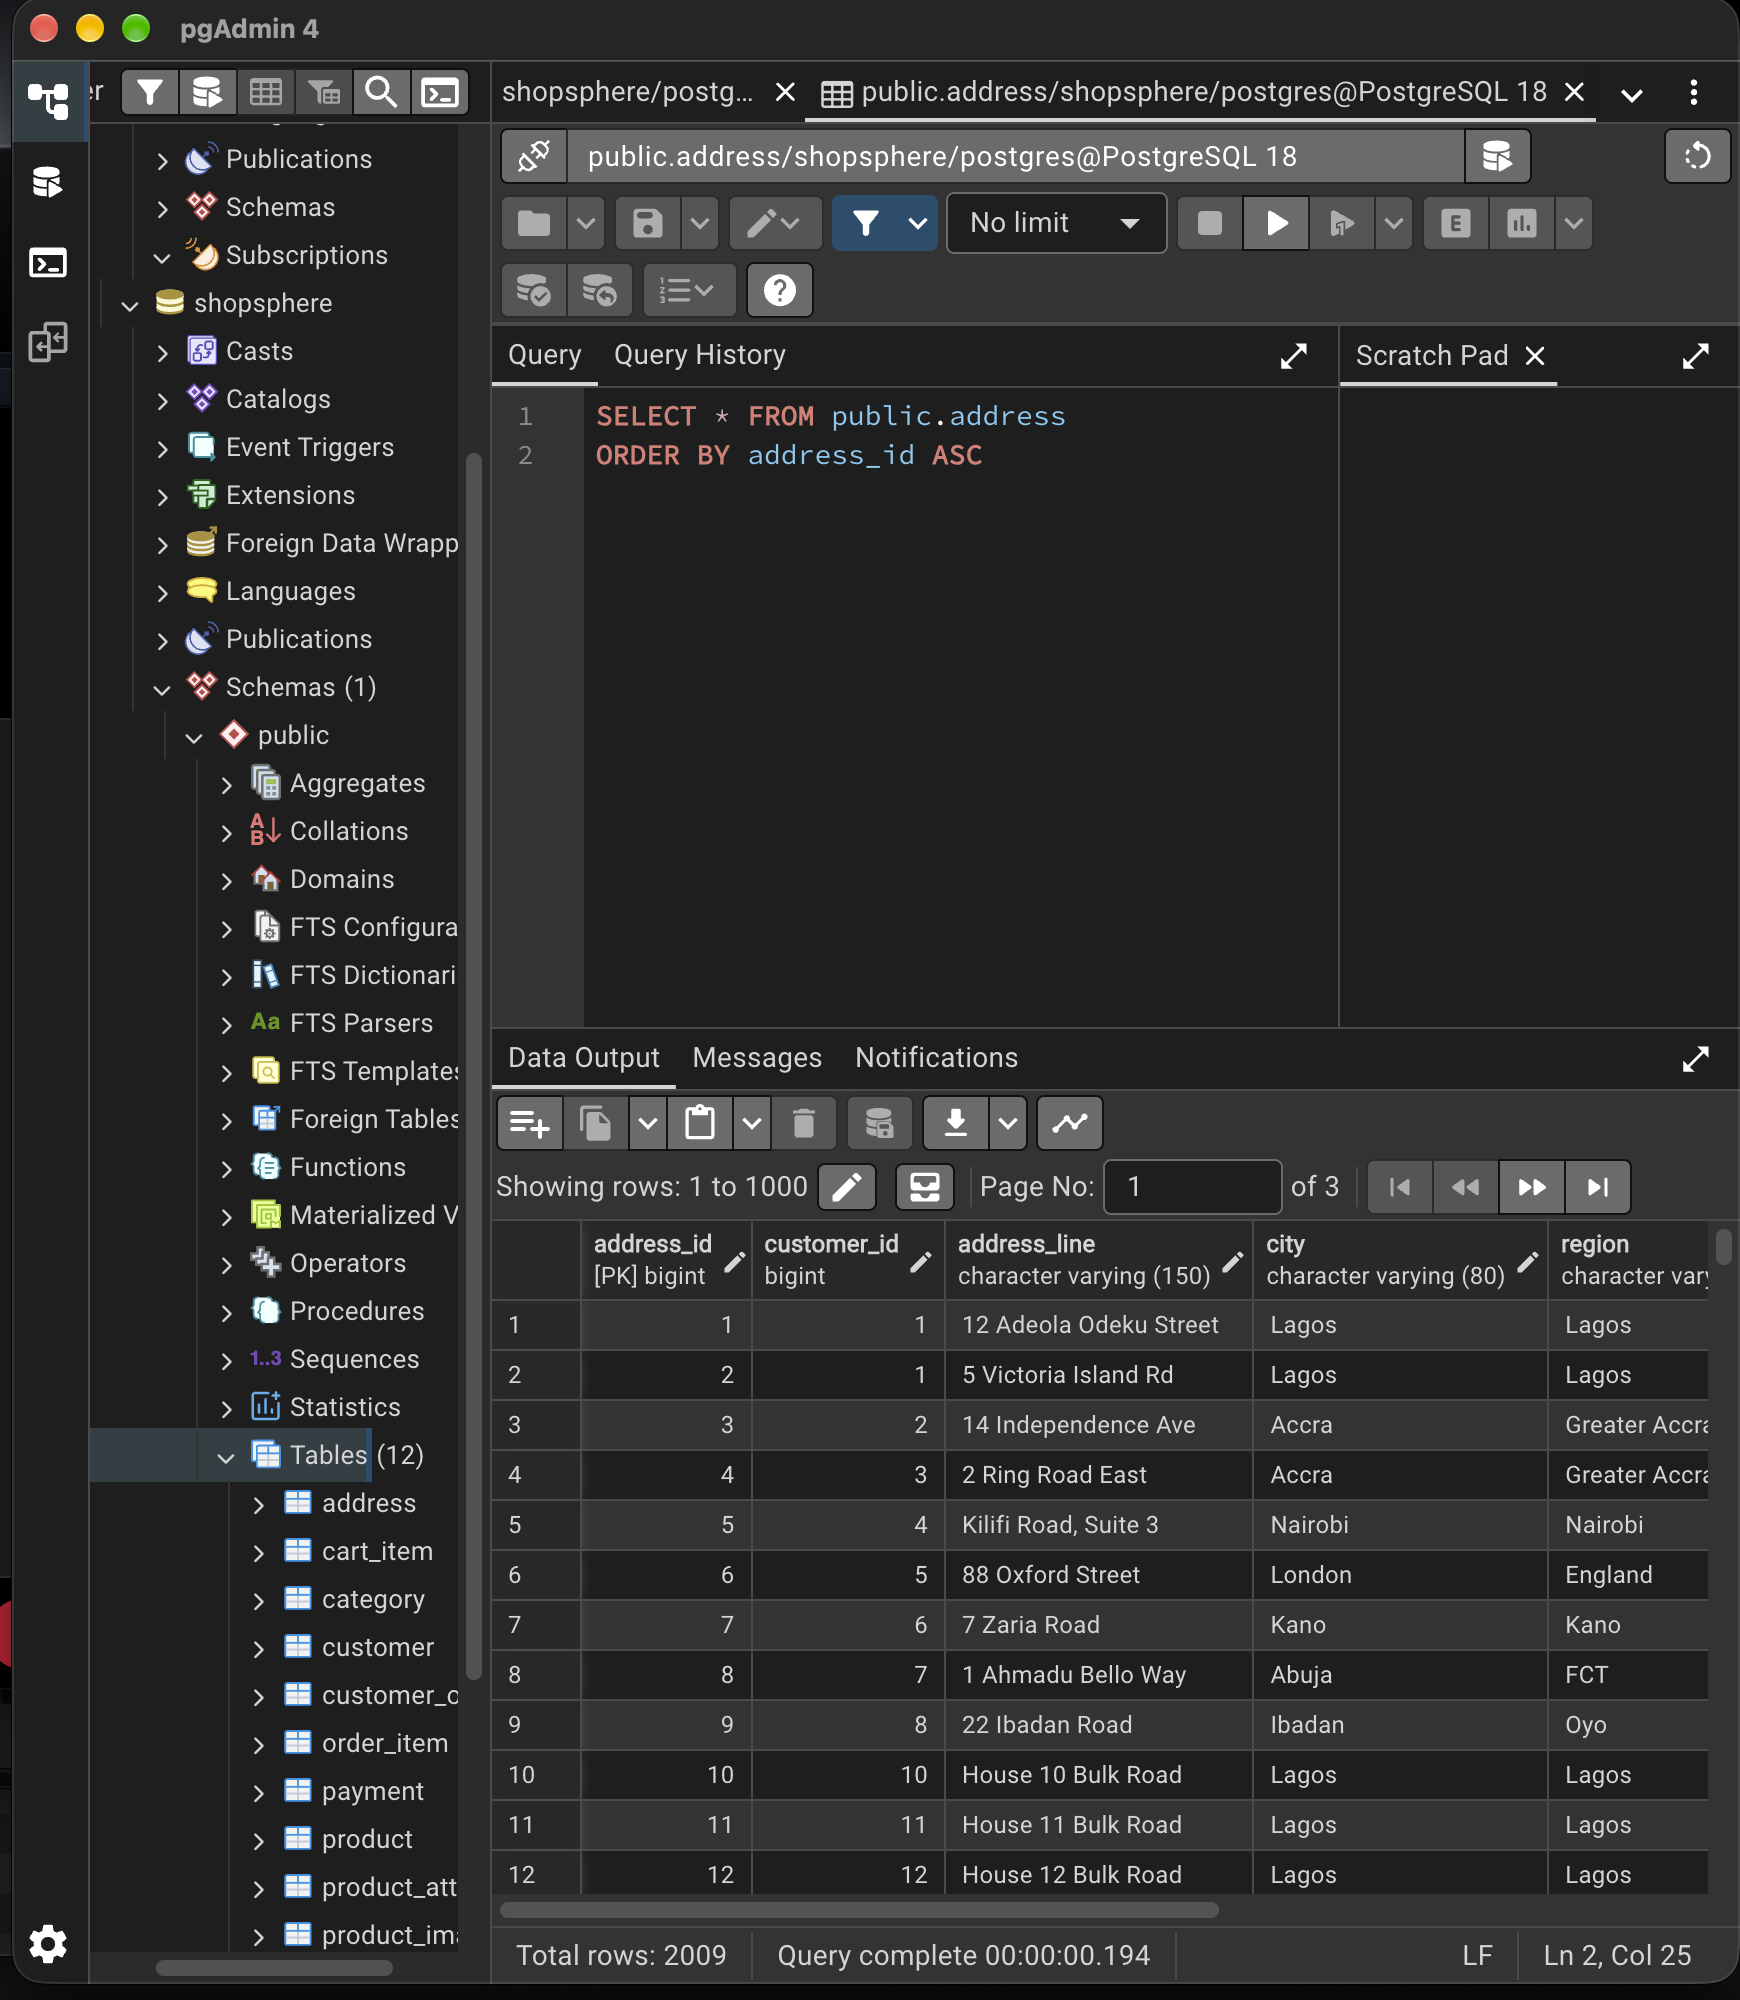 pgAdmin 4
er
shopsphere/postg...
public.address/shopsphere/postgres@PostgreSQL 18
Publications
Schemas
Subscriptions
shopsphere
Casts
Catalogs
Event Triggers
Extensions
Foreign Data Wrapp
Languages
Publications
Schemas (1)
public
Aggregates
Collations
Domains
FTS Configura
FTS Dictionari
FTS Parsers
FTS Templates
Foreign Tables
Functions
Materialized V
Operators
Procedures
1..3 Sequences
Statistics
Tables (12)
address
cart_item
category
customer
customer_o
order_item
payment
product
product_att
product_ima
public.address/shopsphere/postgres@PostgreSQL 18
No limit
E
Query
Query History
Scratch Pad
1 SELECT * FROM public.address
2 ORDER BY address_id ASC
Data Output
Messages
Notifications
Showing rows: 1 to 1000
Page No: 1 of 3
address_id customer_id address_line city region
[PK] bigint bigint character varying (150) character varying (80) character vary
1 1 1 12 Adeola Odeku Street Lagos Lagos
2 2 1 5 Victoria Island Rd Lagos Lagos
3 3 2 14 Independence Ave Accra Greater Accra
4 4 3 2 Ring Road East Accra Greater Accra
5 5 4 Kilifi Road, Suite 3 Nairobi Nairobi
6 6 5 88 Oxford Street London England
7 7 6 7 Zaria Road Kano Kano
8 8 7 1 Ahmadu Bello Way Abuja FCT
9 9 8 22 Ibadan Road Ibadan Oyo
10 10 10 House 10 Bulk Road Lagos Lagos
11 11 11 House 11 Bulk Road Lagos Lagos
12 12 12 House 12 Bulk Road Lagos Lagos
Total rows: 2009
Query complete 00:00:00.194
LF
Ln 2, Col 25